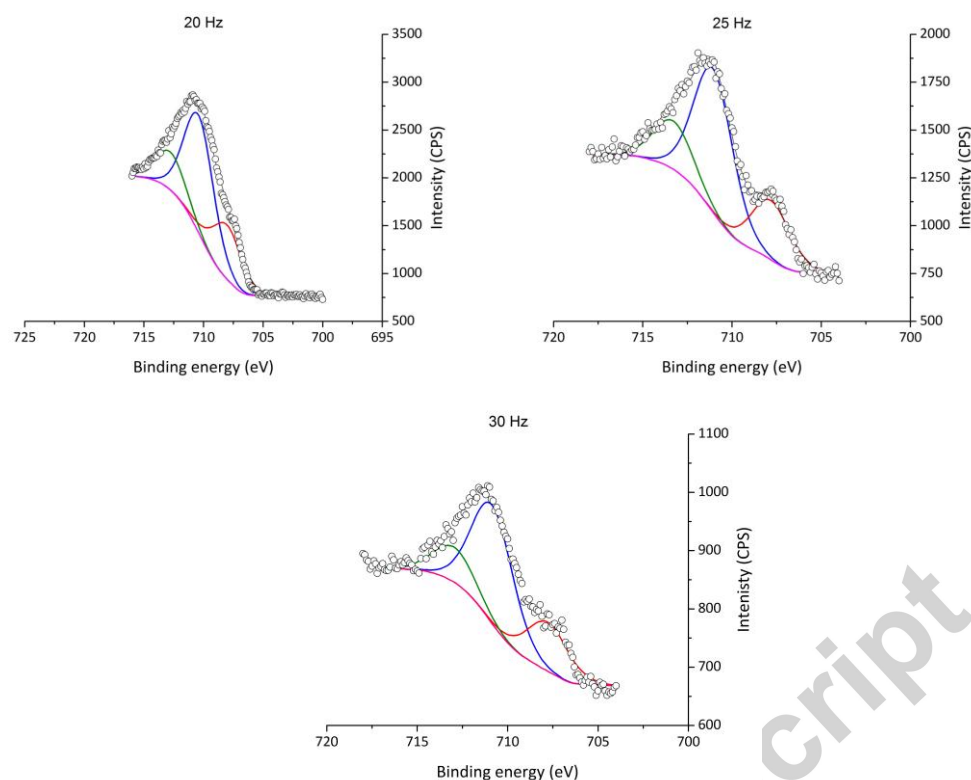 20 Hz
3500
3000
2500
2000
1500
1000
500
Intensity (CPS)
725 720 715 710 705 700 695
Binding energy (eV)
25 Hz
2000
1750
1500
1250
1000
750
500
Intensity (CPS)
720 715 710 705 700
Binding energy (eV)
30 Hz
1100
1000
900
800
700
600
Intenisty (CPS)
720 715 710 705 700
Binding energy (eV)
cript